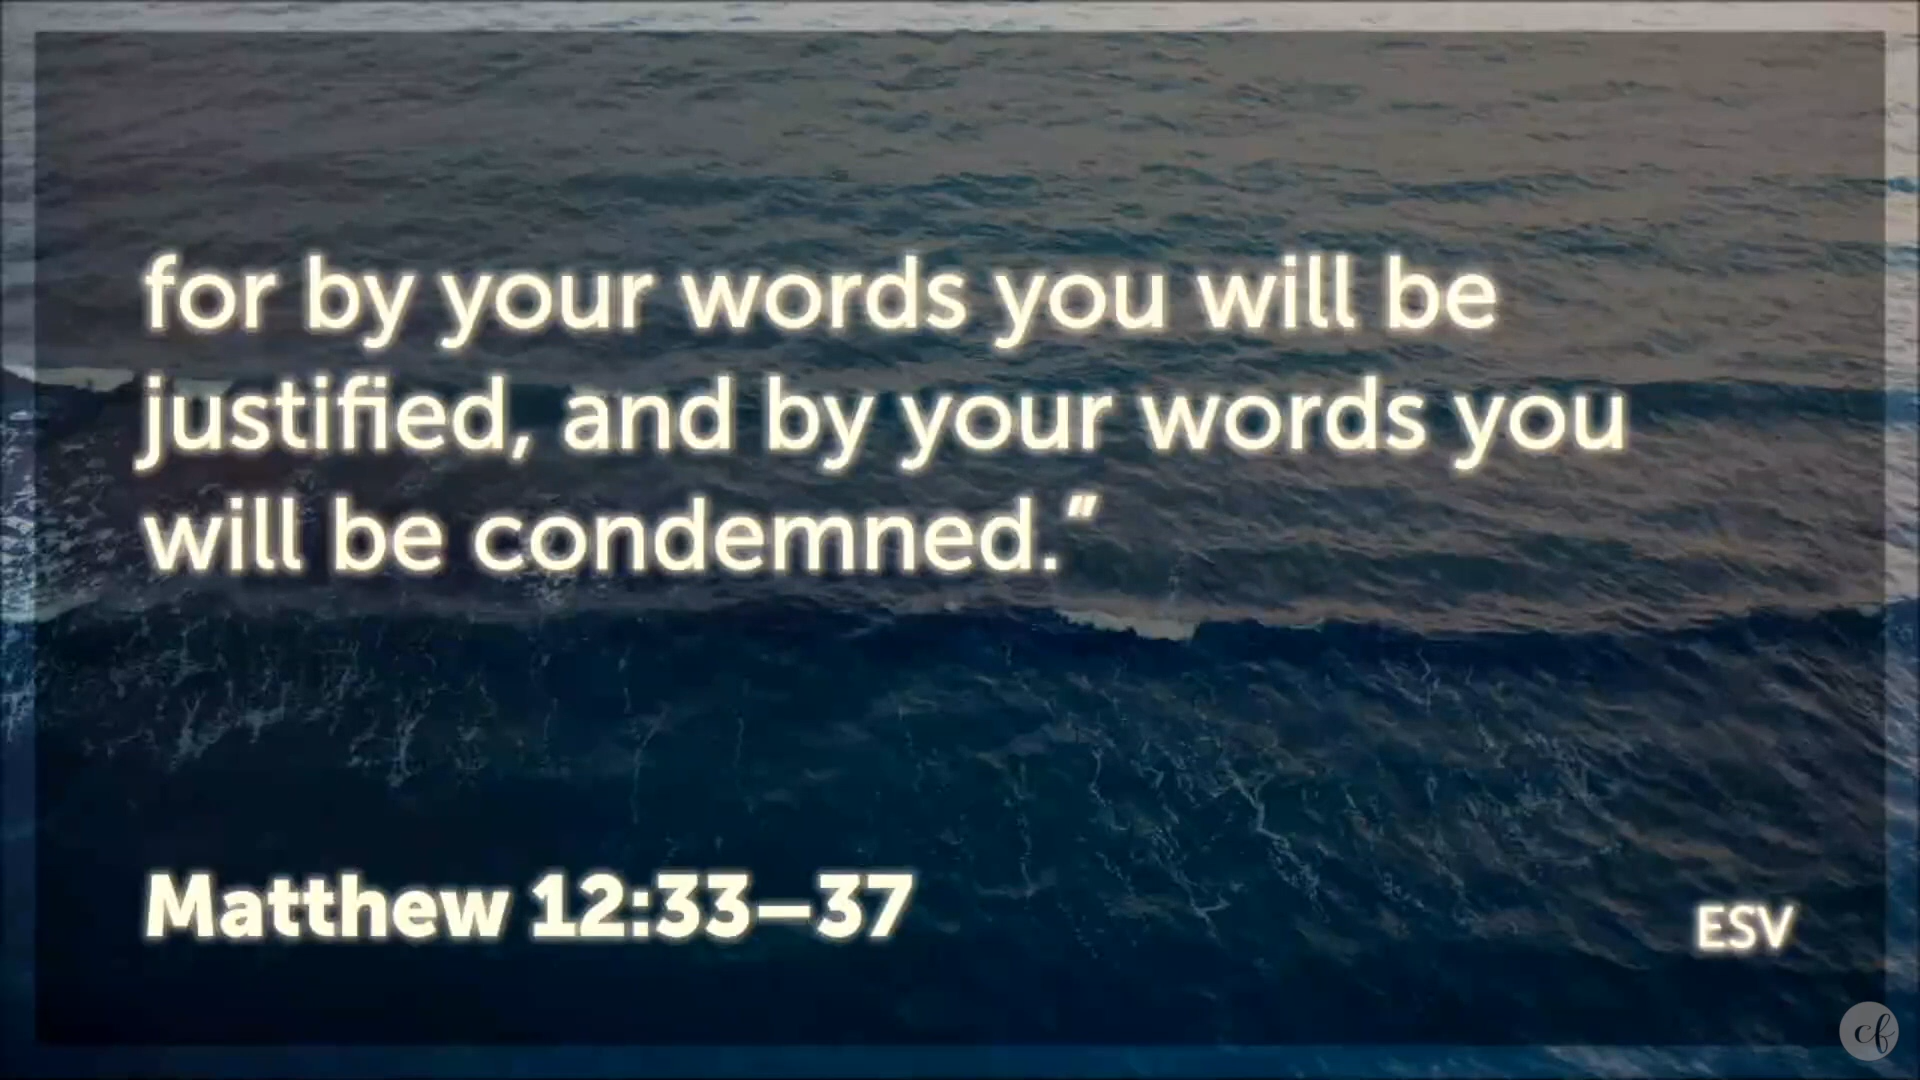 for by your words you will be
justified, and by your words you
will be condemned.”
Matthew 12:33–37
ESV
cf